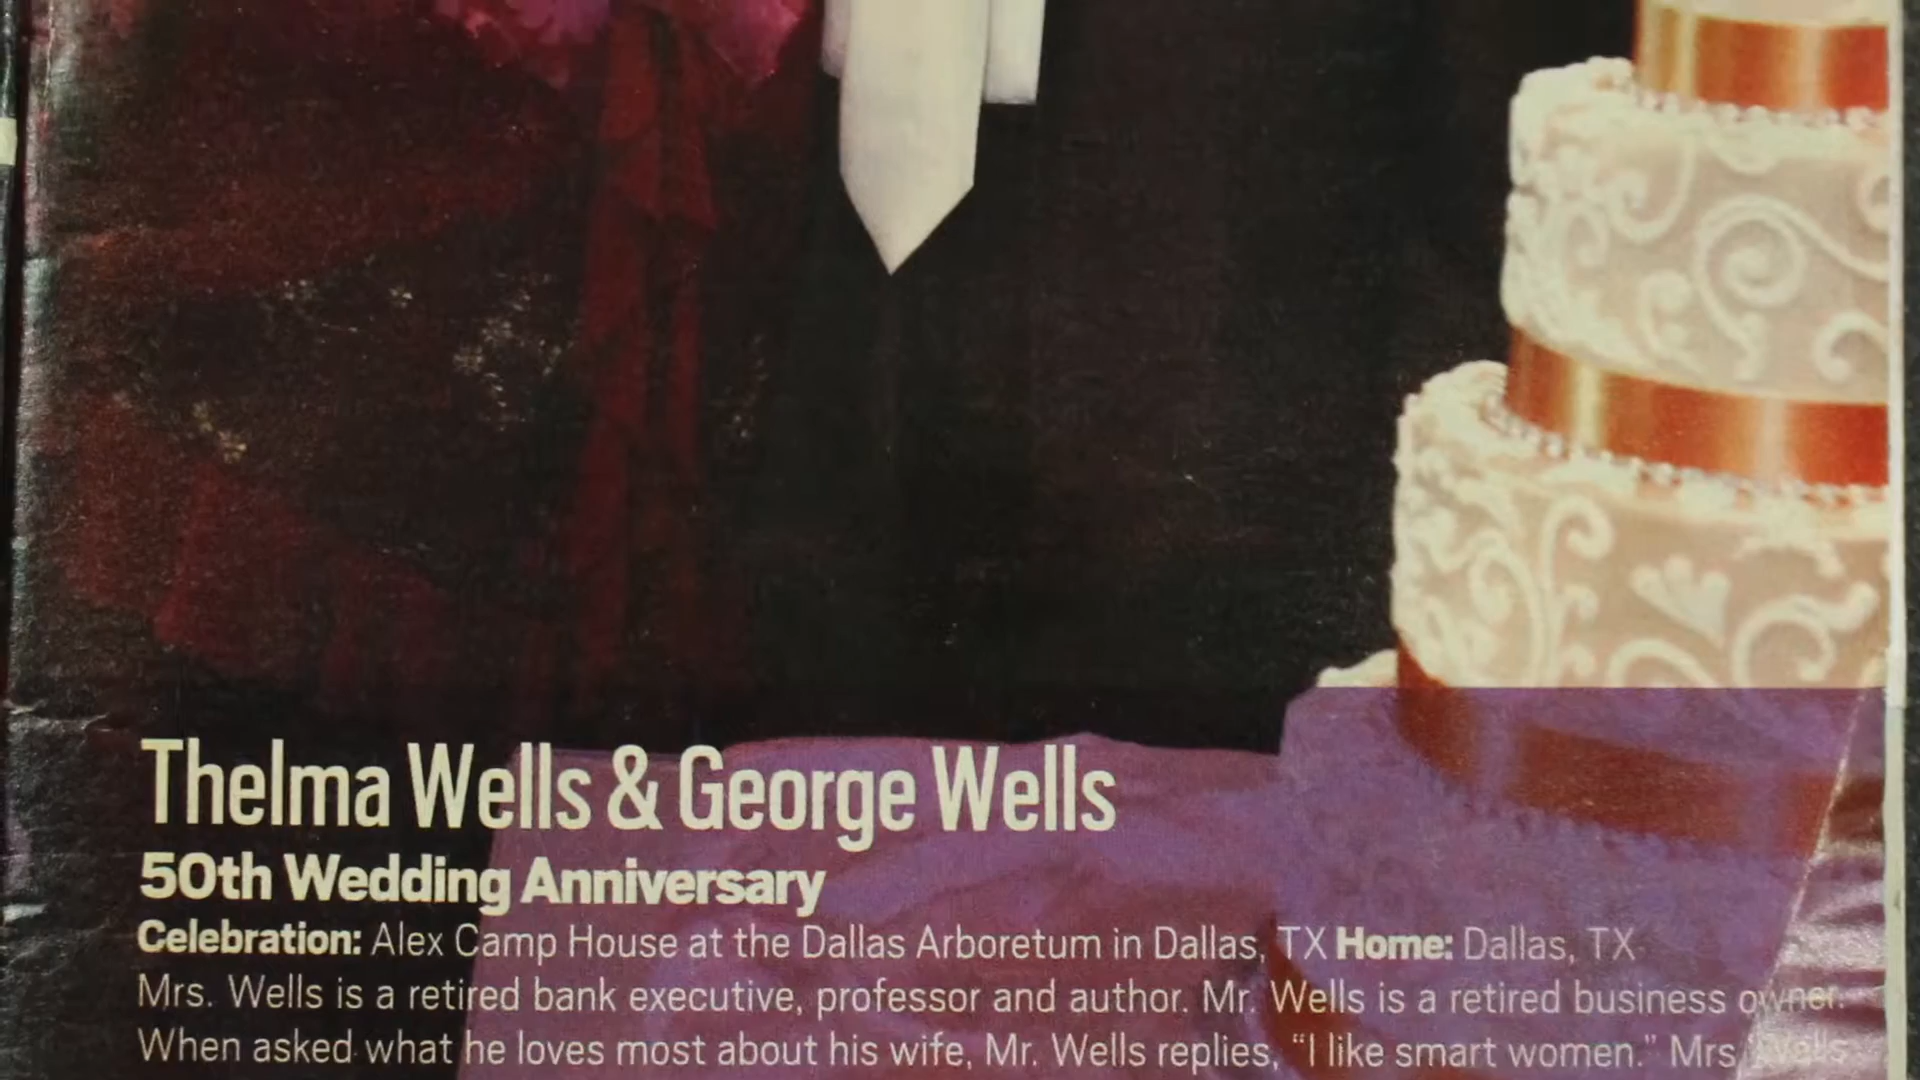 Thelma Wells & George Wells
50th Wedding Anniversary
Celebration: Alex Camp House at the Dallas Arboretum in Dallas, TX Home: Dallas, TX
Mrs. Wells is a retired bank executive, professor and author. Mr. Wells is a retired business owner.
When asked what he loves most about his wife, Mr. Wells replies, “I like smart women.” Mrs. Wells